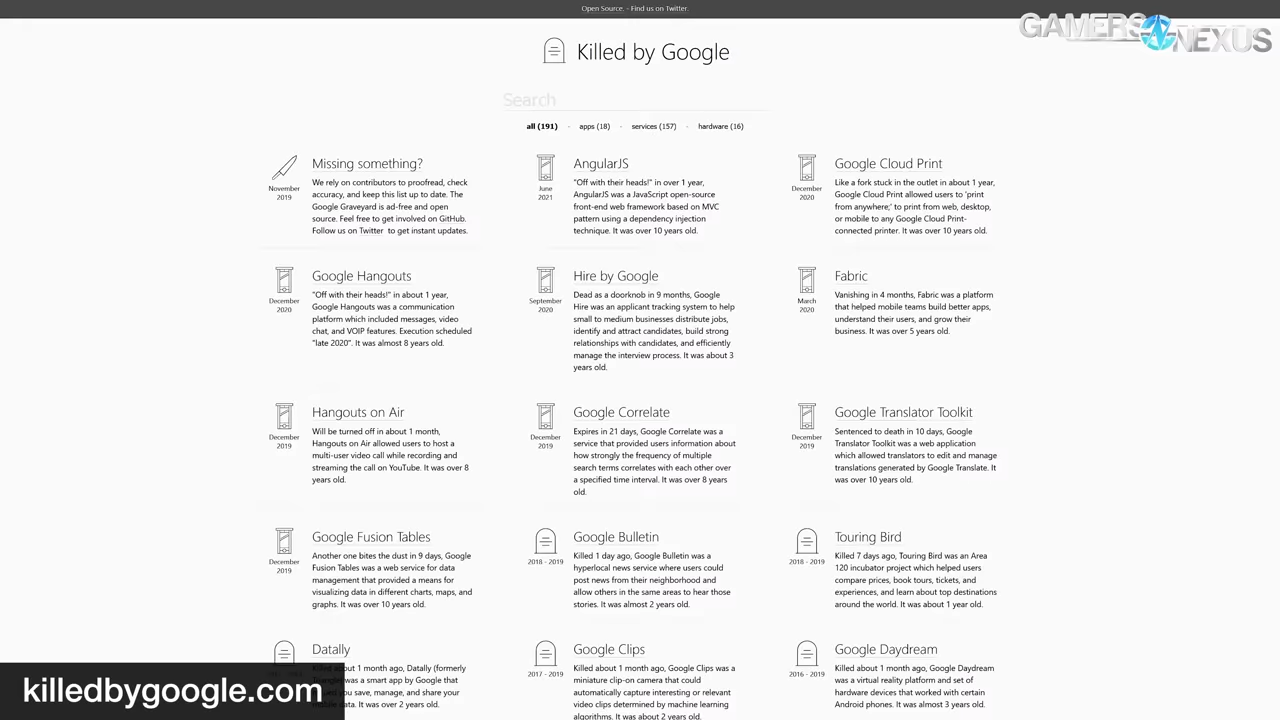 Open Source. - Find us on Twitter.
GAMERS NEXUS
Killed by Google
Search
all (191) - apps (18) - services (157) - hardware (16)
November
2019
Missing something?
We rely on contributors to proofread, check
accuracy, and keep this list up to date. The
Google Graveyard is ad-free and open
source. Feel free to get involved on GitHub.
Follow us on Twitter to get instant updates.
June
2021
AngularJS
"Off with their heads!" in over 1 year,
AngularJS was a JavaScript open-source
front-end web framework based on MVC
pattern using a dependency injection
technique. It was over 10 years old.
December
2020
Google Cloud Print
Like a fork stuck in the outlet in about 1 year,
Google Cloud Print allowed users to 'print
from anywhere;' to print from web, desktop,
or mobile to any Google Cloud Print-
connected printer. It was over 10 years old.
December
2020
Google Hangouts
"Off with their heads!" in about 1 year,
Google Hangouts was a communication
platform which included messages, video
chat, and VOIP features. Execution scheduled
"late 2020". It was almost 8 years old.
September
2020
Hire by Google
Dead as a doorknob in 9 months, Google
Hire was an applicant tracking system to help
small to medium businesses distribute jobs,
identify and attract candidates, build strong
relationships with candidates, and efficiently
manage the interview process. It was about 3
years old.
March
2020
Fabric
Vanishing in 4 months, Fabric was a platform
that helped mobile teams build better apps,
understand their users, and grow their
business. It was over 5 years old.
December
2019
Hangouts on Air
Will be turned off in about 1 month,
Hangouts on Air allowed users to host a
multi-user video call while recording and
streaming the call on YouTube. It was over 8
years old.
December
2019
Google Correlate
Expires in 21 days, Google Correlate was a
service that provided users information about
how strongly the frequency of multiple
search terms correlates with each other over
a specified time interval. It was over 8 years
old.
December
2019
Google Translator Toolkit
Sentenced to death in 10 days, Google
Translator Toolkit was a web application
which allowed translators to edit and manage
translations generated by Google Translate. It
was over 10 years old.
December
2019
Google Fusion Tables
Another one bites the dust in 9 days, Google
Fusion Tables was a web service for data
management that provided a means for
visualizing data in different charts, maps, and
graphs. It was over 10 years old.
2018 - 2019
Google Bulletin
Killed 1 day ago, Google Bulletin was a
hyperlocal news service where users could
post news from their neighborhood and
allow others in the same areas to hear those
stories. It was almost 2 years old.
2018 - 2019
Touring Bird
Killed 7 days ago, Touring Bird was an Area
120 incubator project which helped users
compare prices, book tours, tickets, and
experiences, and learn about top destinations
around the world. It was about 1 year old.
Datally
Killed about 1 month ago, Datally (formerly
was a smart app by Google that
you save, manage, and share your
data. It was over 2 years old.
2017 - 2019
Google Clips
Killed about 1 month ago, Google Clips was a
miniature clip-on camera that could
automatically capture interesting or relevant
video clips determined by machine learning
algorithms. It was about 2 years old.
2016 - 2019
Google Daydream
Killed about 1 month ago, Google Daydream
was a virtual reality platform and set of
hardware devices that worked with certain
Android phones. It was almost 3 years old.
killedbygoogle.com